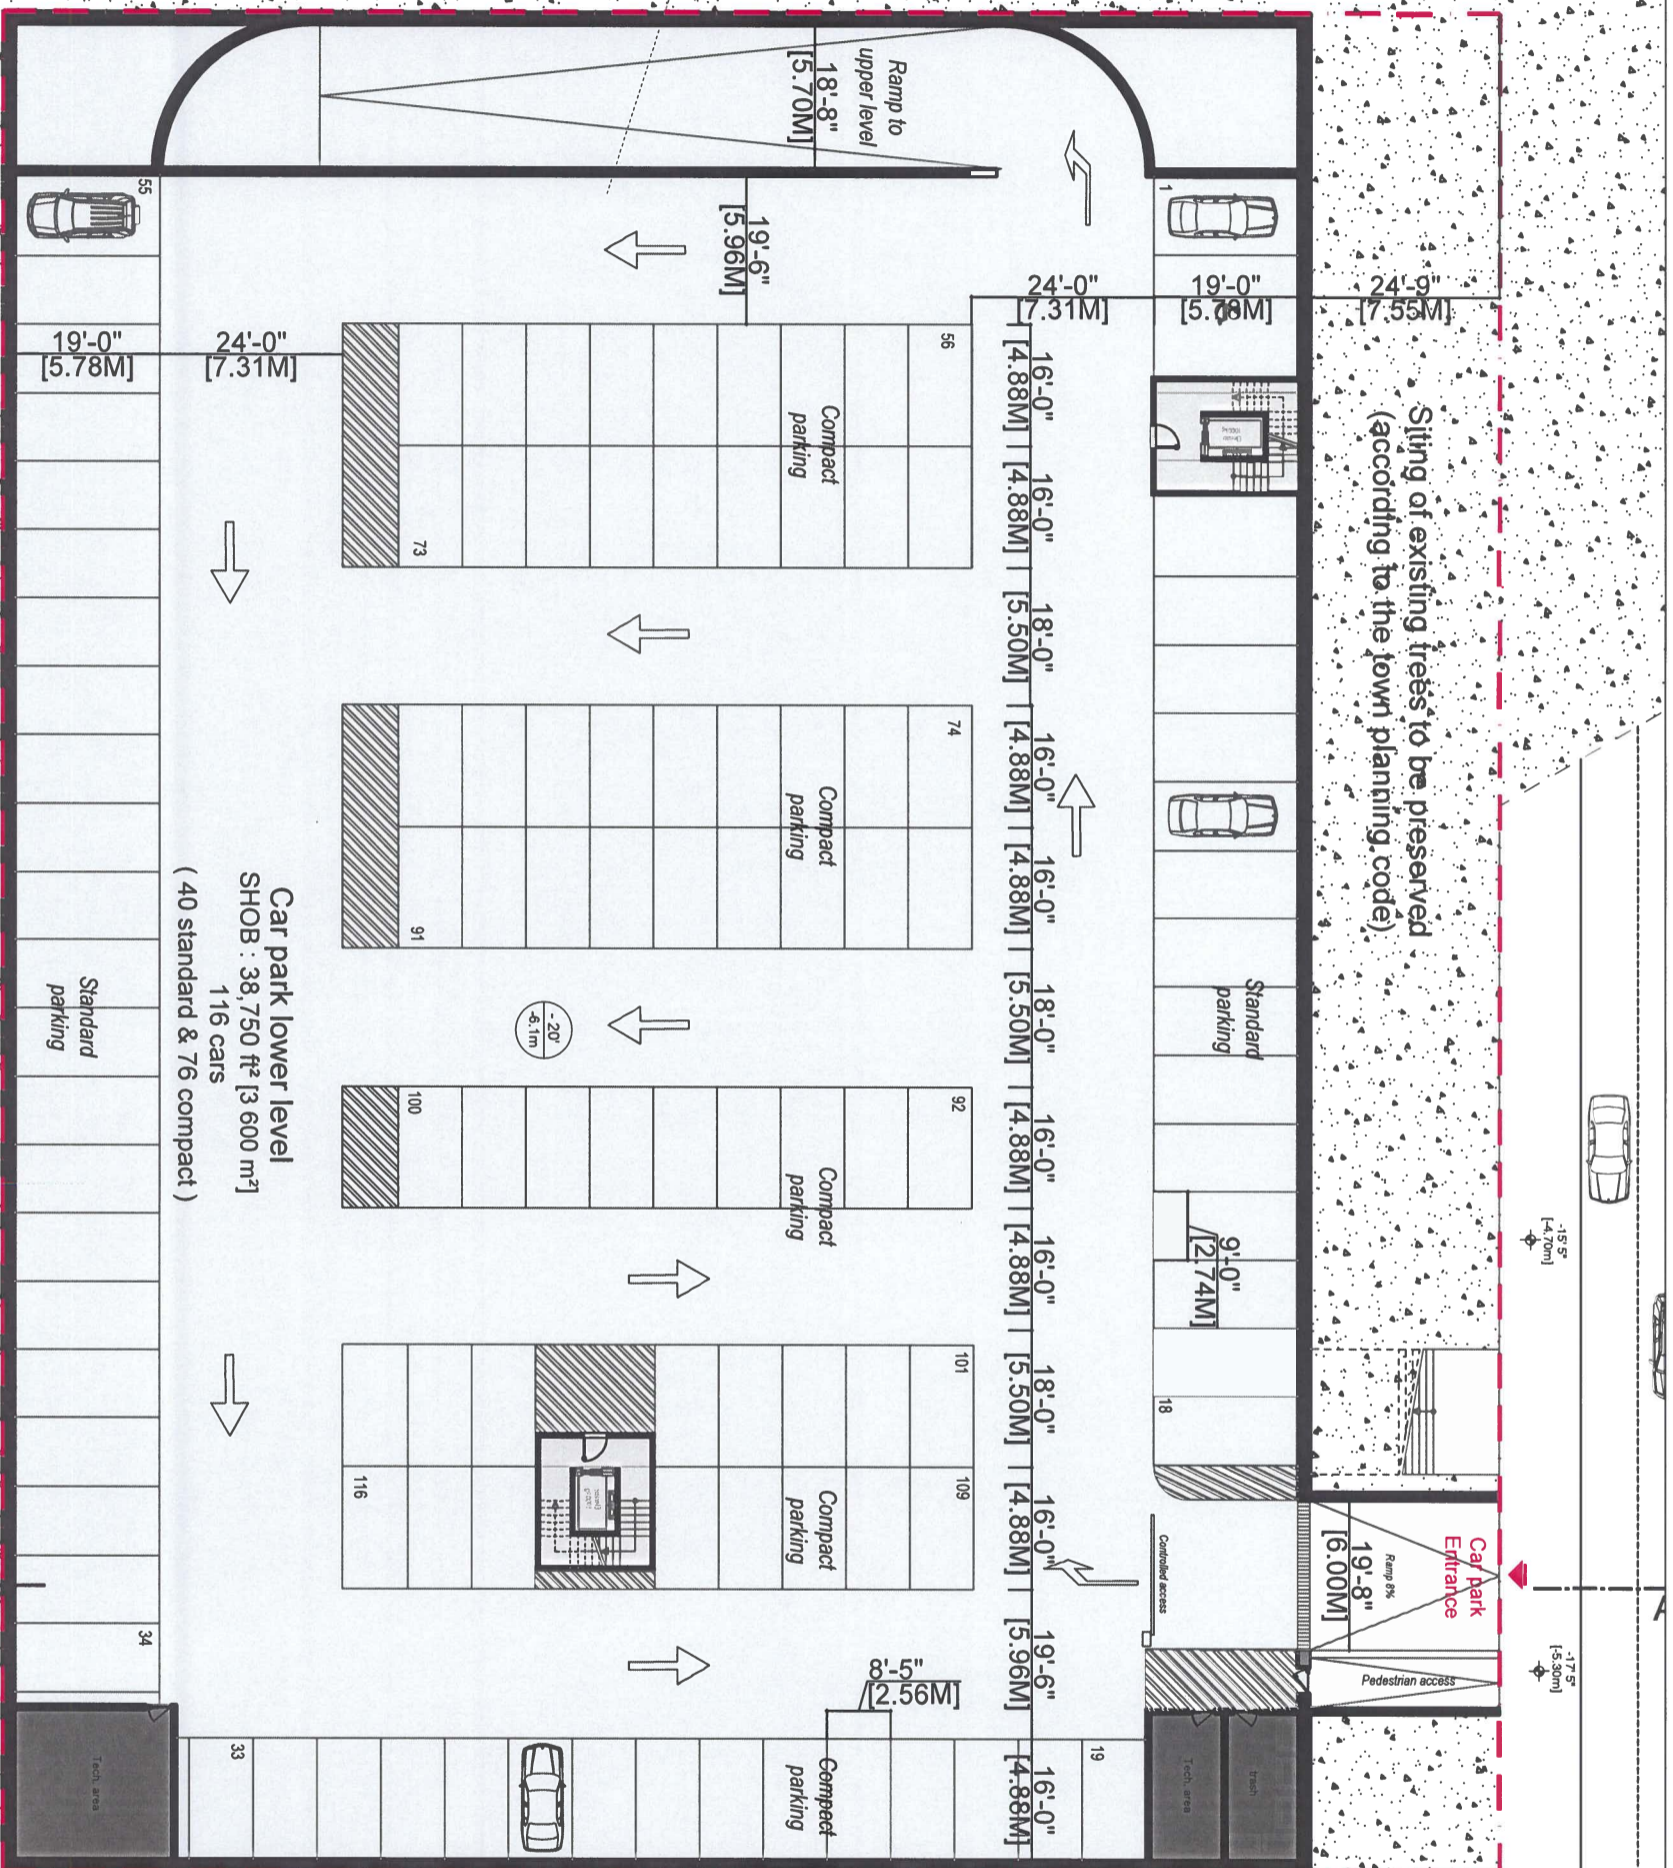 Ramp to
upper level
18'-8"
[5.70M]
55
1
19'-6"
[5.96M]
24'-0"
[7.31M]
19'-0"
[5.78M]
24'-9"
[7.55M]
19'-0"
[5.78M]
24'-0"
[7.31M]
56
Compact
parking
73
16'-0"
[4.88M]
16'-0"
[4.88M]
18'-0"
[5.50M]
16'-0"
[4.88M]
16'-0"
[4.88M]
18'-0"
[5.50M]
16'-0"
[4.88M]
16'-0"
[4.88M]
18'-0"
[5.50M]
16'-0"
[4.88M]
19'-6"
[5.96M]
16'-0"
[4.88M]
Siting of existing trees to be preserved
(according to the town planning code)
74
Compact
parking
91
Standard
parking
Car park lower level
SHOB : 38,750 ft² [3 600 m²]
116 cars
( 40 standard & 76 compact )
Standard
parking
- 20'
-6.1m
92
Compact
parking
100
9'-0"
[2.74M]
-15'5"
[-4.70m]
101
109
Compact
parking
116
18
Controlled access
Car park
Entrance
Ramp 8%
19'-8"
[6.00M]
Pedestrian access
-17'5"
[-5.30m]
34
8'-5"
[2.56M]
33
Compact
parking
19
Tech. area
trash
Tech. area